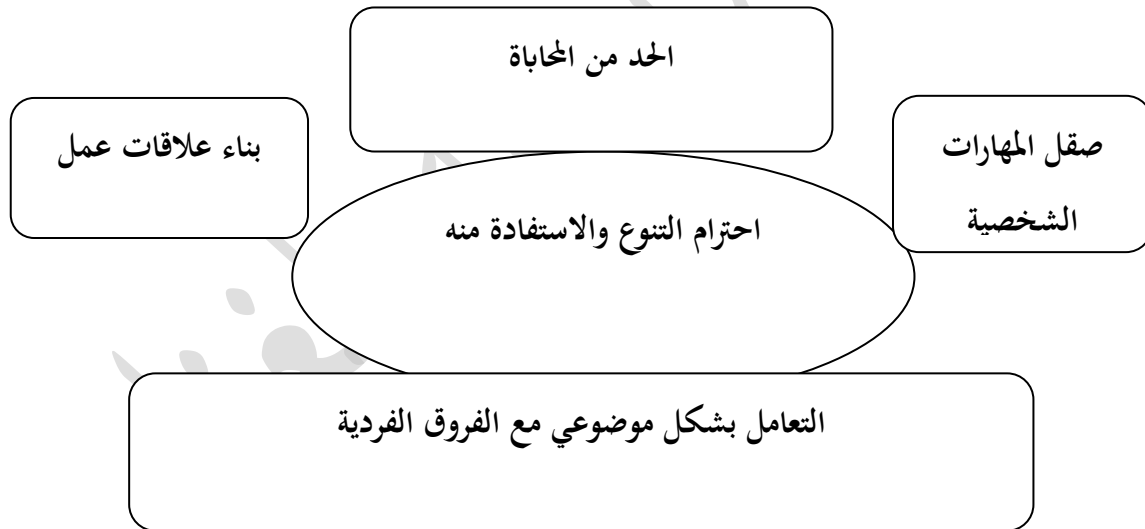 الحد من المحاباة
صقل المهارات
الشخصية
بناء علاقات عمل
احترام التنوع والاستفادة منه
التعامل بشكل موضوعي مع الفروق الفردية